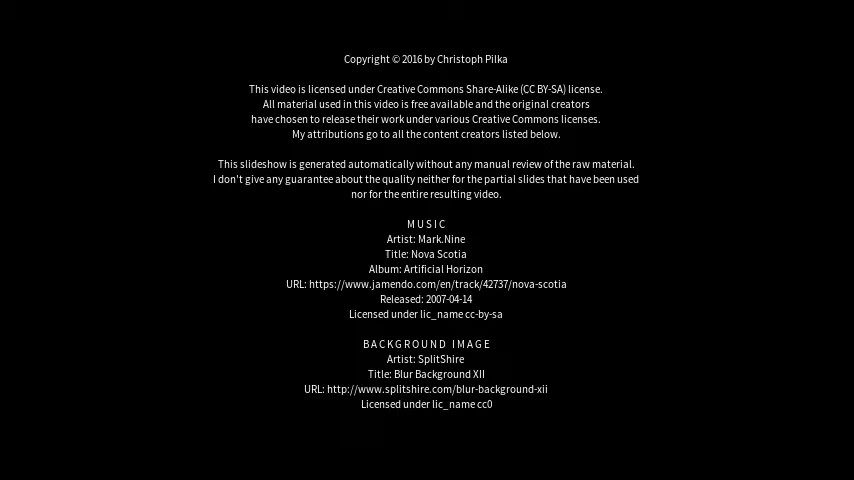 Copyright © 2016 by Christoph Pilka
This video is licensed under Creative Commons Share-Alike (CC BY-SA) license.
All material used in this video is free available and the original creators
have chosen to release their work under various Creative Commons licenses.
My attributions go to all the content creators listed below.
This slideshow is generated automatically without any manual review of the raw material.
I don't give any guarantee about the quality neither for the partial slides that have been used
nor for the entire resulting video.
MUSIC
Artist: Mark.Nine
Title: Nova Scotia
Album: Artificial Horizon
URL: https://www.jamendo.com/en/track/42737/nova-scotia
Released: 2007-04-14
Licensed under lic_name cc-by-sa
BACKGROUND IMAGE
Artist: SplitShire
Title: Blur Background XII
URL: http://www.splitshire.com/blur-background-xii
Licensed under lic_name cc0